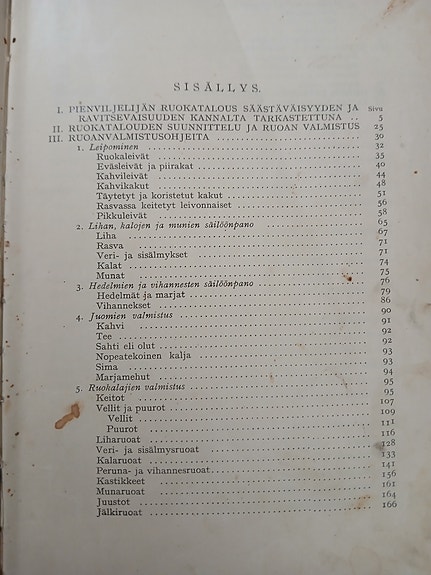 SISÄLLYS.
I. PIENVILJELIJÄN RUOKATALOUS SÄÄSTÄVÄISYYDEN JA Sivu
RAVITSEVAISUUDEN KANNALTA TARKASTETTUNA .. 5
II. RUOKATALOUDEN SUUNNITTELU JA RUOAN VALMISTUS 25
III. RUOANVALMISTUSOHJEITA 30
1. Leipominen 32
Ruokaleivät 35
Eväsleivät ja piirakat 40
Kahvileivät 44
Kahvikakut 48
Täytetyt ja koristetut kakut 51
Rasvassa keitetyt leivonnaiset 56
Pikkuleivät 58
2. Lihan, kalojen ja munien säilöönpano 65
Liha 67
Rasva 71
Veri- ja sisälmykset 71
Kalat 74
Munat 75
3. Hedelmien ja vihannesten säilöönpano 76
Hedelmät ja marjat 79
Vihannekset 86
4. Juomien valmistus 90
Kahvi 91
Tee 92
Sahti eli olut 92
Nopeatekoinen kalja 93
Sima 93
Marjamehut 94
5. Ruokalajien valmistus 95
Keitot 95
Vellit ja puurot 107
Vellit 109
Puurot 111
Liharuoat 116
Veri- ja sisälmysruoat 128
Kalaruoat 133
Peruna- ja vihannesruoat 141
Kastikkeet 156
Munaruoat 161
Juustot 164
Jälkiruoat 166